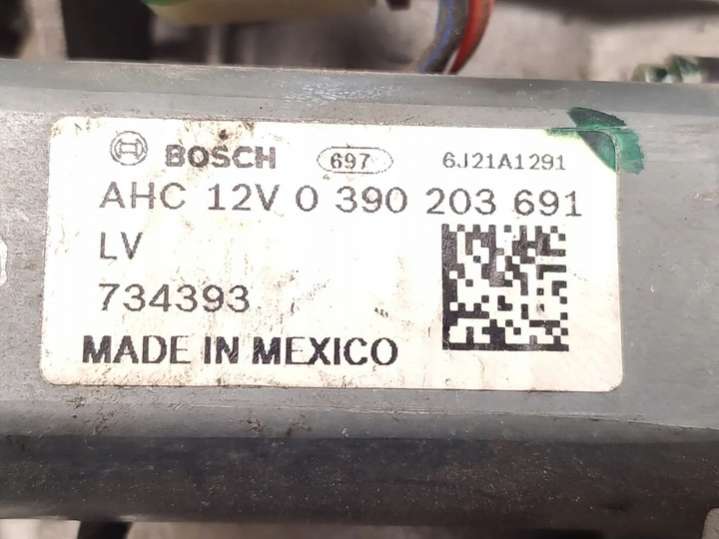 BOSCH 697 6J21A1291
AHC 12V 0 390 203 691
LV
734393
MADE IN MEXICO